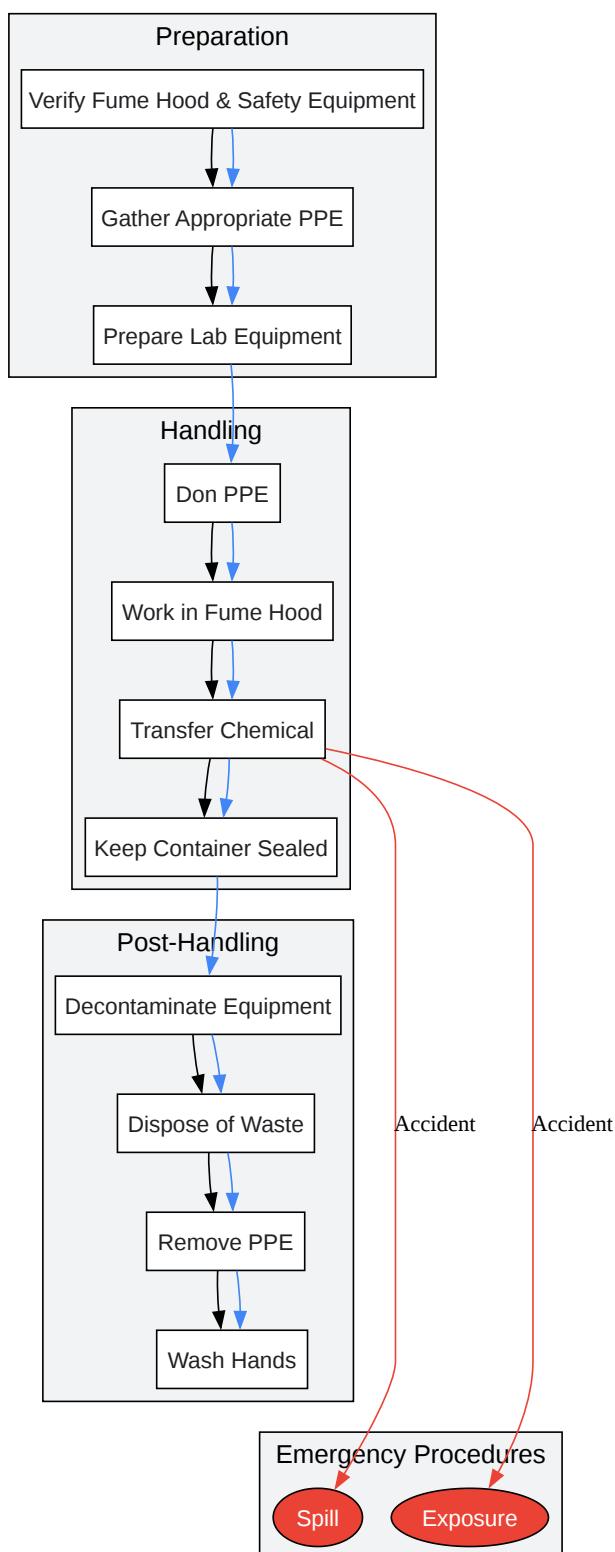 Preparation
Verify Fume Hood & Safety Equipment
Gather Appropriate PPE
Prepare Lab Equipment
Handling
Don PPE
Work in Fume Hood
Transfer Chemical
Keep Container Sealed
Post-Handling
Decontaminate Equipment
Dispose of Waste
Accident
Accident
Remove PPE
Wash Hands
Emergency Procedures
Spill
Exposure